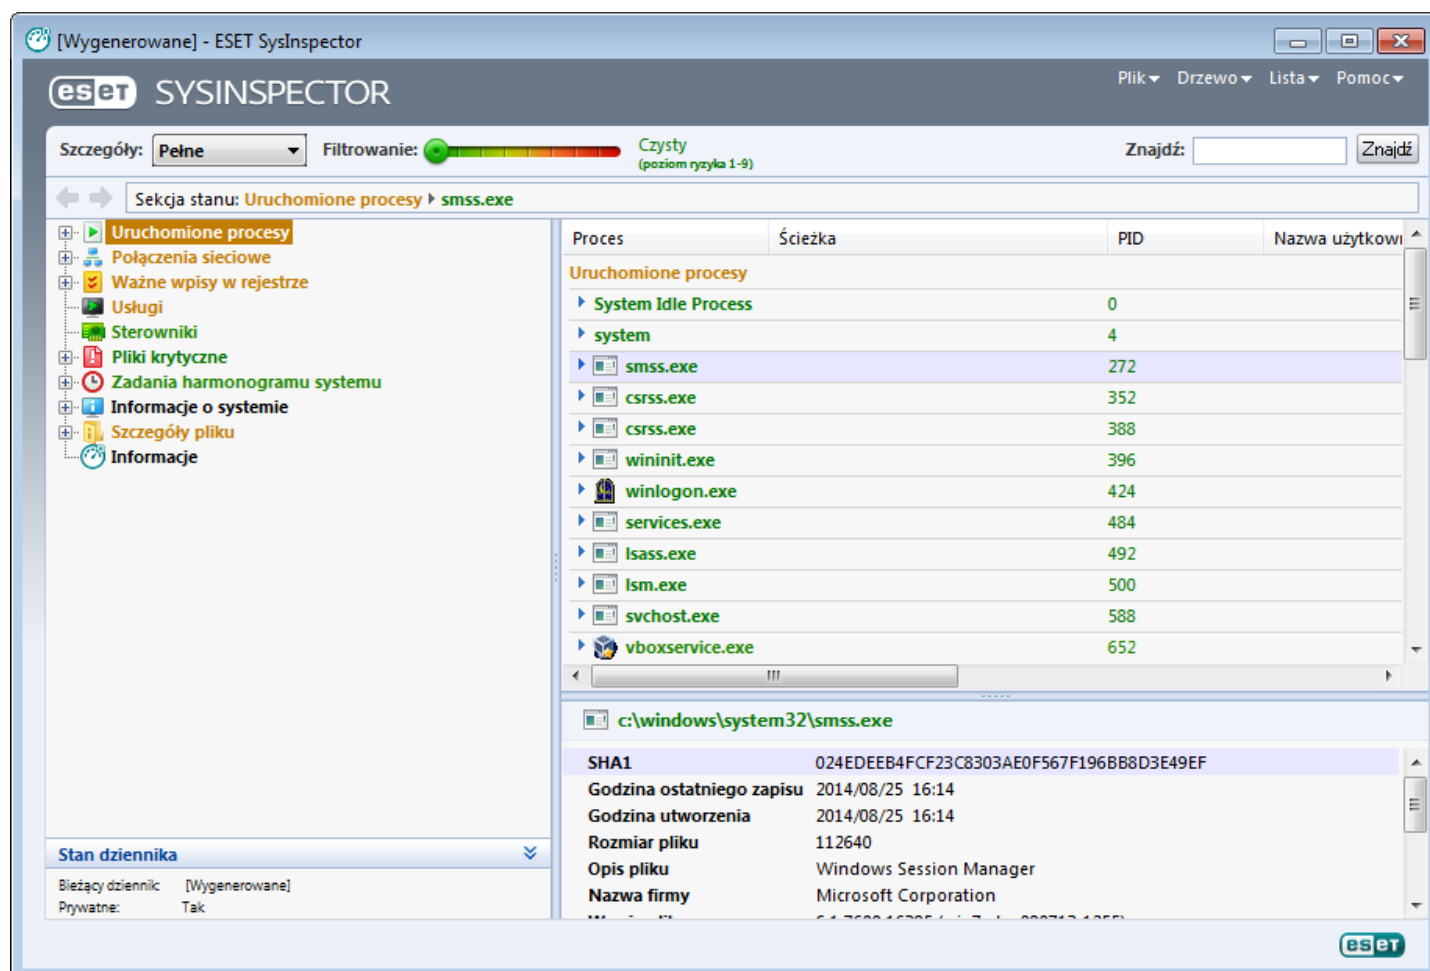 [Wygenerowane] - ESET SysInspector
eset SYSINSPECTOR
Plik Drzewo Lista Pomoc
Szczegóły: Pełne Filtrowanie: Czysty Znajdź: Znajdź
(poziom ryzyka 1-9)
Sekcja stanu: Uruchomione procesy smss.exe
Uruchomione procesy
Połączenia sieciowe
Ważne wpisy w rejestrze
Usługi
Sterowniki
Pliki krytyczne
Zadania harmonogramu systemu
Informacje o systemie
Szczegóły pliku
Informacje
Proces Ścieżka PID Nazwa użytkow
Uruchomione procesy
System Idle Process 0
system 4
smss.exe 272
csrss.exe 352
csrss.exe 388
wininit.exe 396
winlogon.exe 424
services.exe 484
lsass.exe 492
lsm.exe 500
svchost.exe 588
vboxservice.exe 652
c:\windows\system32\smss.exe
SHA1 024EDEEB4FCF23C8303AE0F567F196BB8D3E49EF
Godzina ostatniego zapisu 2014/08/25 16:14
Godzina utworzenia 2014/08/25 16:14
Rozmiar pliku 112640
Opis pliku Windows Session Manager
Nazwa firmy Microsoft Corporation
Stan dziennika
Bieżący dziennik: [Wygenerowane]
Prywatne: Tak
eset